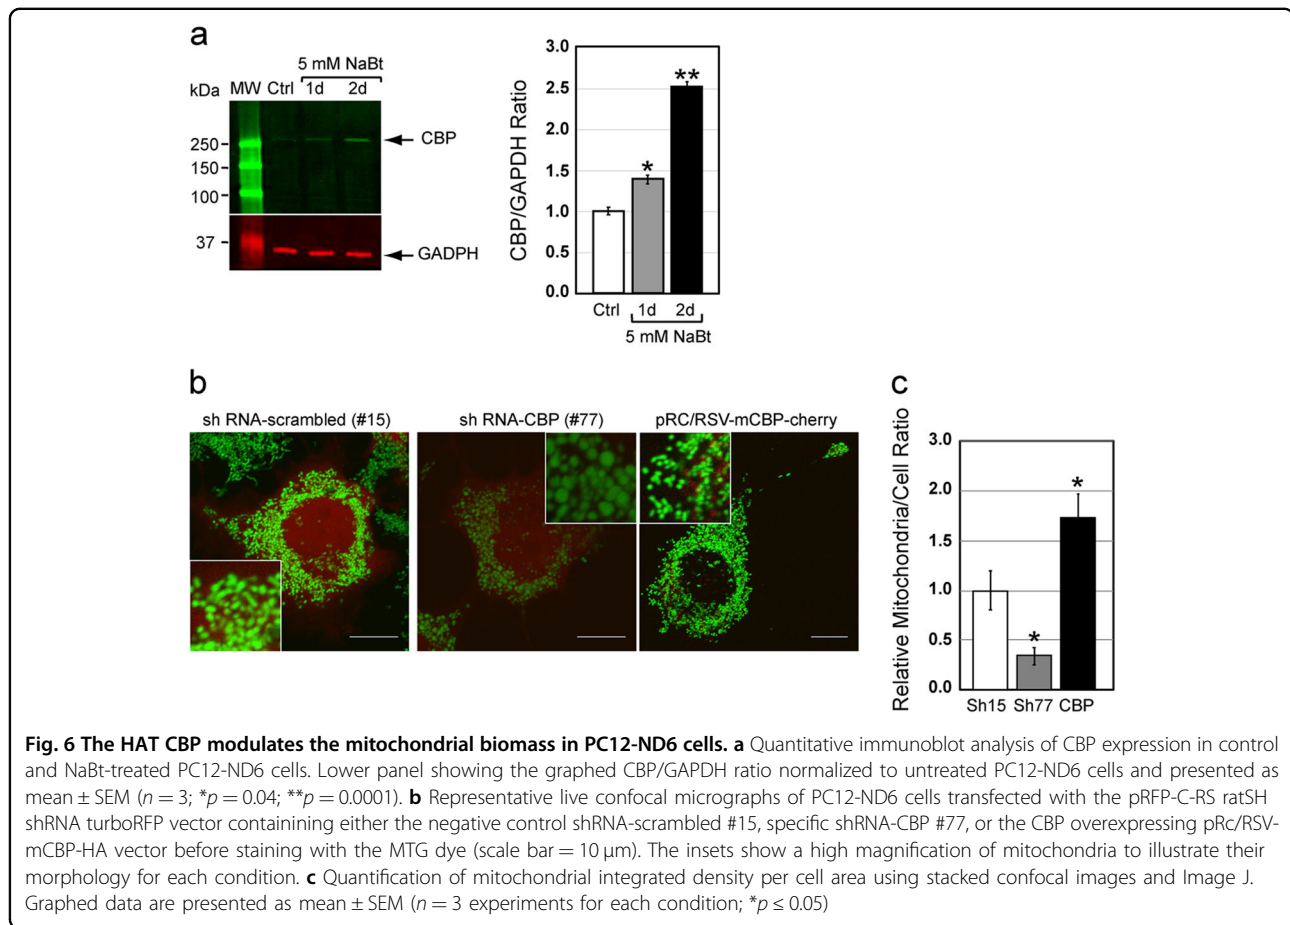 a
5 mM NaBt
kDa MW Ctrl 1d 2d
250
150
100
37
CBP
GADPH
CBP/GAPDH Ratio
3.0
2.5
2.0
1.5
1.0
0.5
0.0
*
**
Ctrl 1d 2d
5 mM NaBt
b
sh RNA-scrambled (#15)
sh RNA-CBP (#77)
pRC/RSV-mCBP-cherry
c
Relative Mitochondria/Cell Ratio
3.0
2.0
1.5
1.0
0.5
0.0
*
*
Sh15 Sh77 CBP
Fig. 6 The HAT CBP modulates the mitochondrial biomass in PC12-ND6 cells. a Quantitative immunoblot analysis of CBP expression in control
and NaBt-treated PC12-ND6 cells. Lower panel showing the graphed CBP/GAPDH ratio normalized to untreated PC12-ND6 cells and presented as
mean ± SEM (n = 3; *p = 0.04; **p = 0.0001). b Representative live confocal micrographs of PC12-ND6 cells transfected with the pRFP-C-RS ratSH
shRNA turboRFP vector containining either the negative control shRNA-scrambled #15, specific shRNA-CBP #77, or the CBP overexpressing pRc/RSV-
mCBP-HA vector before staining with the MTG dye (scale bar = 10 μm). The insets show a high magnification of mitochondria to illustrate their
morphology for each condition. c Quantification of mitochondrial integrated density per cell area using stacked confocal images and Image J.
Graphed data are presented as mean ± SEM (n = 3 experiments for each condition; *p ≤ 0.05)